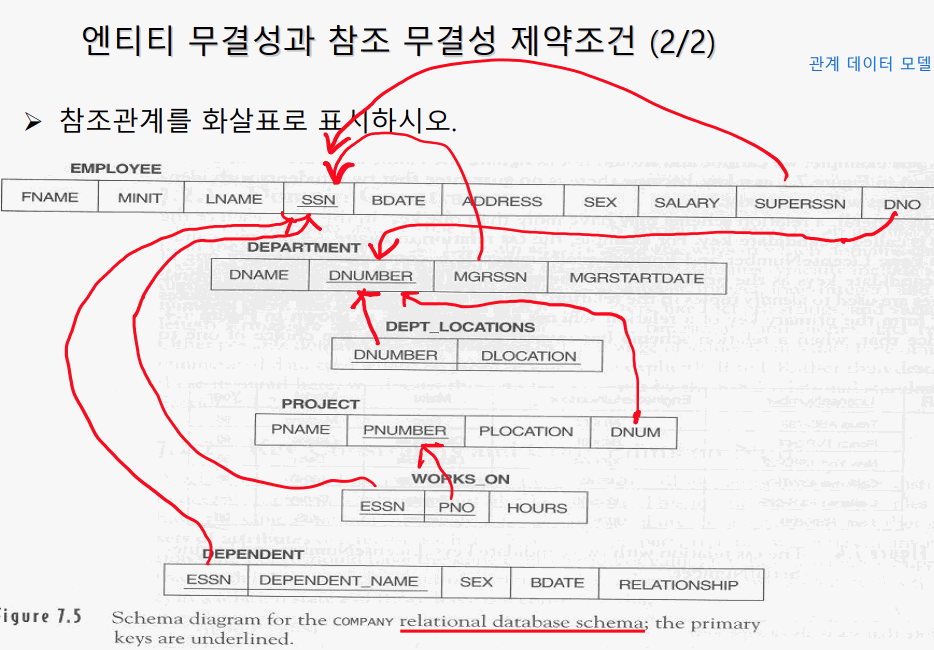 엔티티 무결성과 참조 무결성 제약조건 (2/2)
관계 데이터 모델
➢ 참조관계를 화살표로 표시하시오.
EMPLOYEE
FNAME MINIT LNAME SSN BDATE ADDRESS SEX SALARY SUPERSSN DNO
DEPARTMENT
DNAME DNUMBER MGRSSN MGRSTARTDATE
DEPT_LOCATIONS
DNUMBER DLOCATION
PROJECT
PNAME PNUMBER PLOCATION DNUM
WORKS_ON
ESSN PNO HOURS
DEPENDENT
ESSN DEPENDENT_NAME SEX BDATE RELATIONSHIP
Figure 7.5 Schema diagram for the COMPANY relational database schema; the primary
keys are underlined.